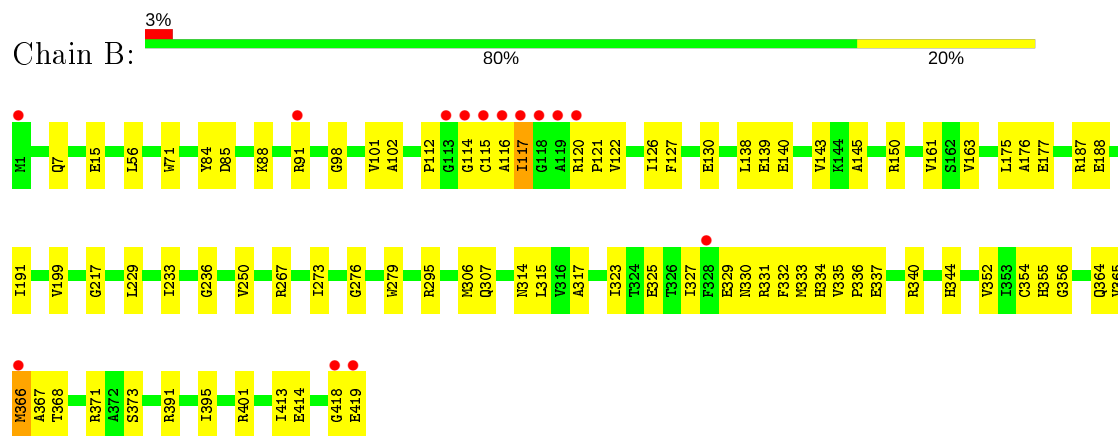 3%
Chain B:
80% 20%
M1 Q7 E15 L56 W71 Y84 D85 K88 R91 G98 V101 A102 P112 G113 G114 C115 A116 I117 G118 A119 R120 P121 V122 I126 F127 E130 L138 E139 E140 V143 K144 A145 R150 V161 S162 V163 L175 A176 E177 R187 E188
I191 V199 G217 L229 I233 G236 V250 R267 I273 G276 W279 R295 M306 Q307 N314 L315 V316 A317 I323 T324 E325 T326 I327 F328 E329 N330 R331 F332 M333 H334 V335 P336 E337 R340 H344 V352 I353 C354 H355 G356 Q364 V365
M366 A367 T368 R371 A372 S373 R391 I395 R401 I413 E414 G418 E419